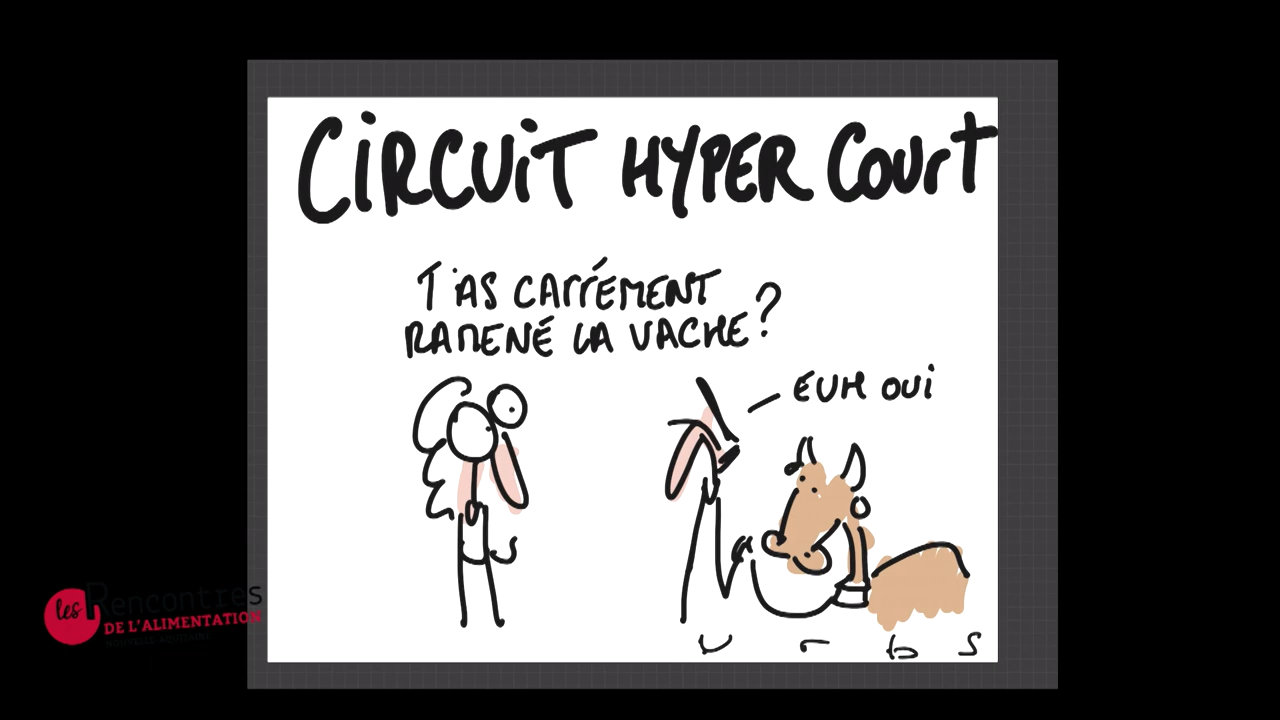 CiRCUiT HYPER COUrT
T'AS CArrÉMENT
RAMENÉ LA VACHE ?
EUH OUi
les Rencontres
DE L'ALIMENTATION